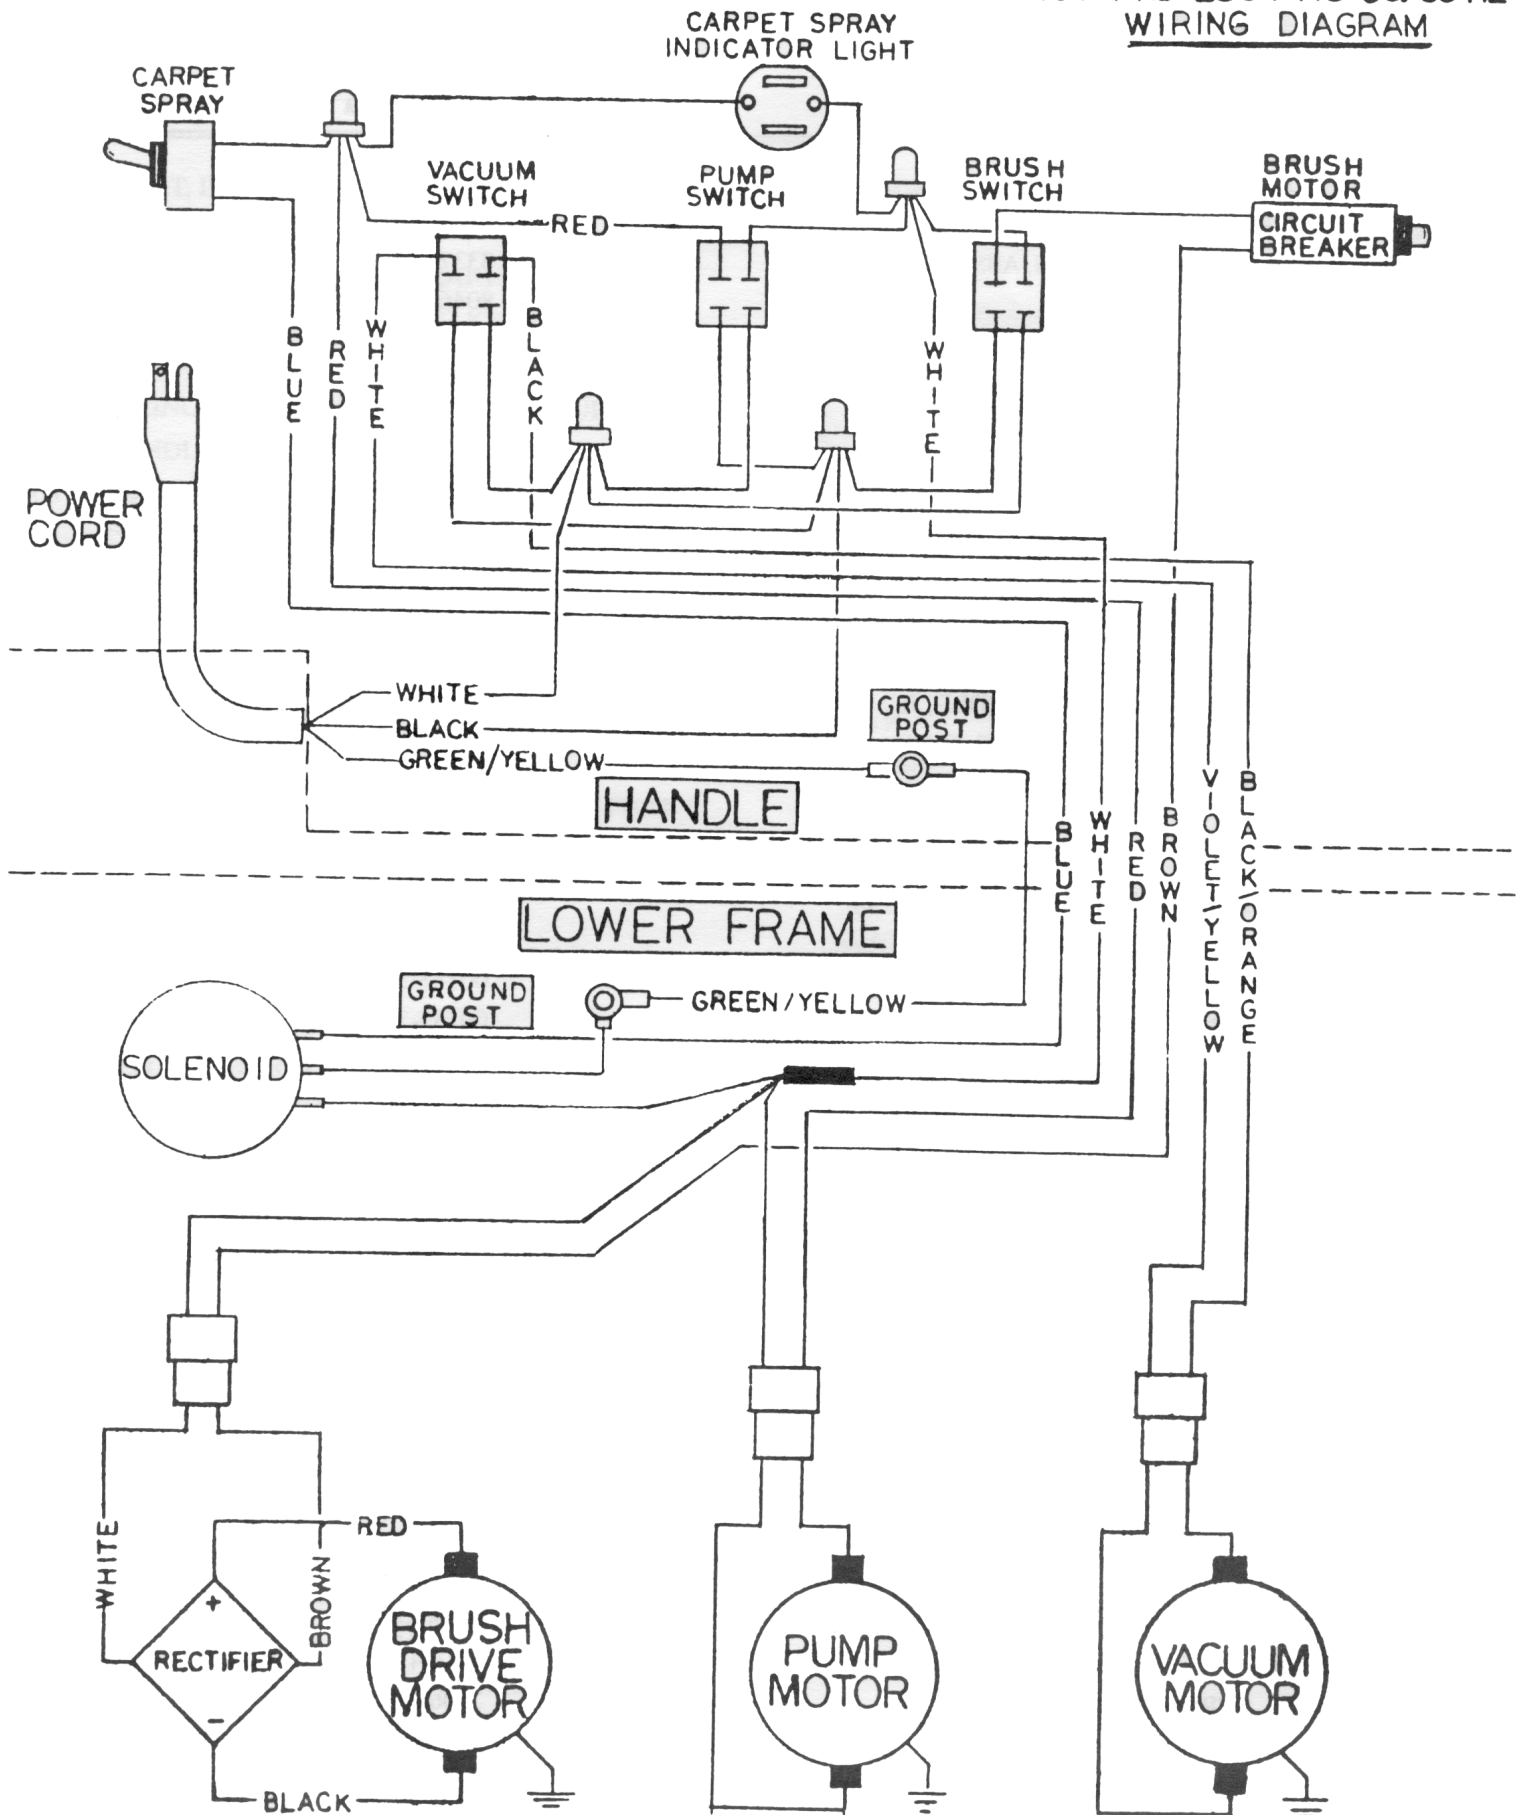 WIRING DIAGRAM
CARPET SPRAY
INDICATOR LIGHT
CARPET
SPRAY
VACUUM
SWITCH
PUMP
SWITCH
BRUSH
SWITCH
BRUSH
MOTOR
CIRCUIT
BREAKER
RED
BLUE
RED
WHITE
BLACK
WHITE
POWER
CORD
WHITE
BLACK
GREEN/YELLOW
GROUND
POST
HANDLE
BLUE
WHITE
RED
BROWN
VIOLET/YELLOW
BLACK/ORANGE
LOWER FRAME
GROUND
POST
GREEN/YELLOW
SOLENOID
WHITE
BROWN
RED
+
RECTIFIER
-
BLACK
BRUSH
DRIVE
MOTOR
PUMP
MOTOR
VACUUM
MOTOR